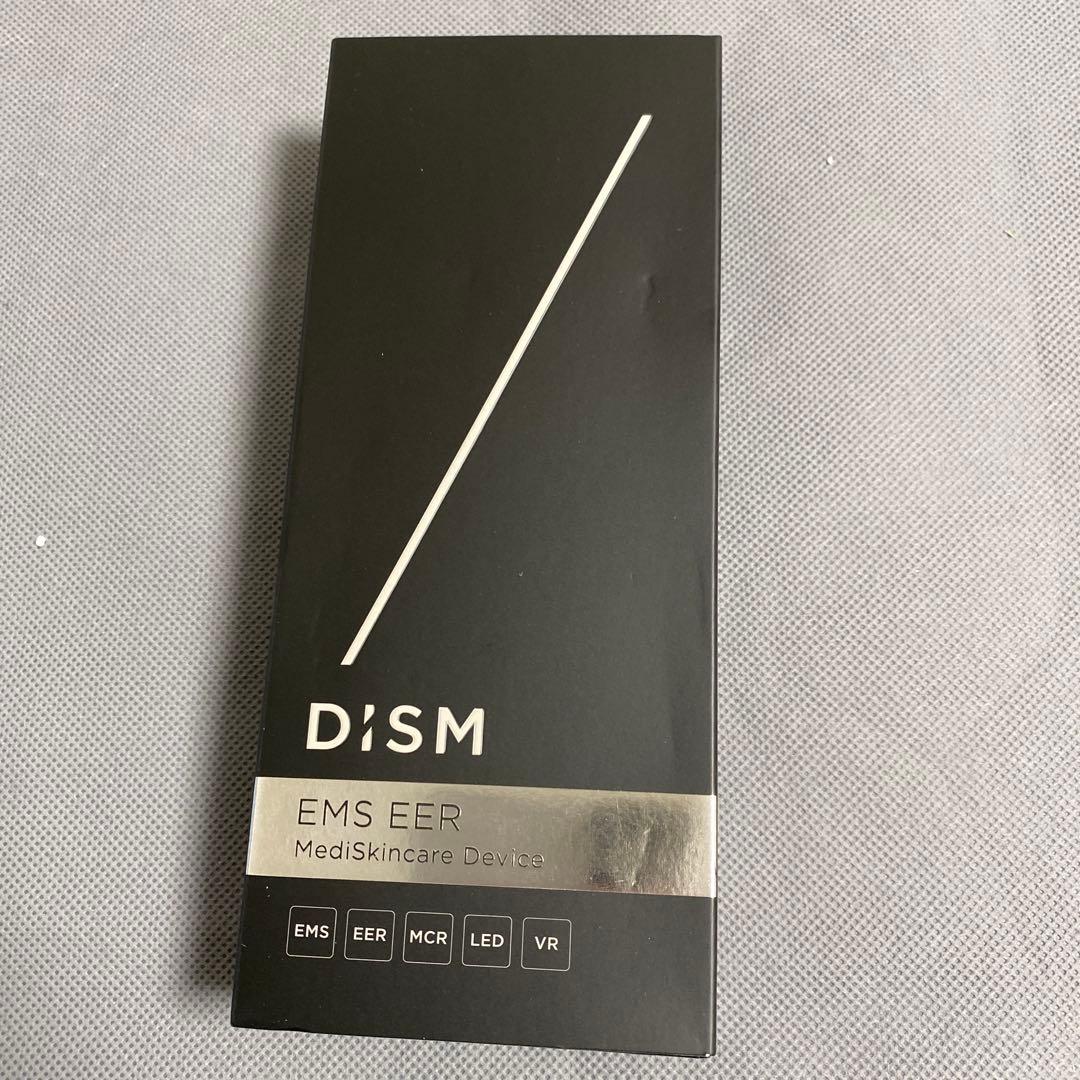 DISM
EMS EER
MediSkincare Device
EMS EER MCR LED VR